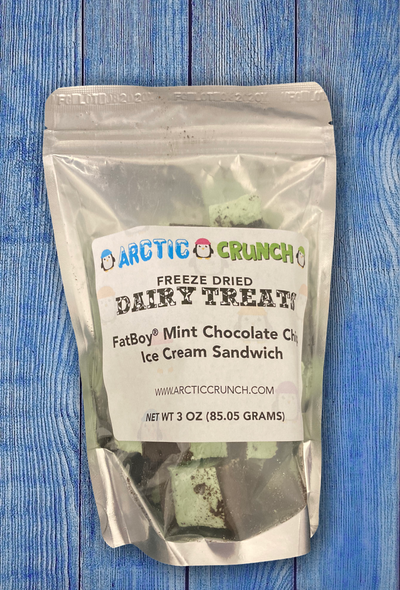 ARCTIC CRUNCH
FREEZE DRIED
DAIRY TREATS
FatBoy® Mint Chocolate Chi
Ice Cream Sandwich
WWW.ARCTICCRUNCH.COM
NET WT 3 OZ (85.05 GRAMS)